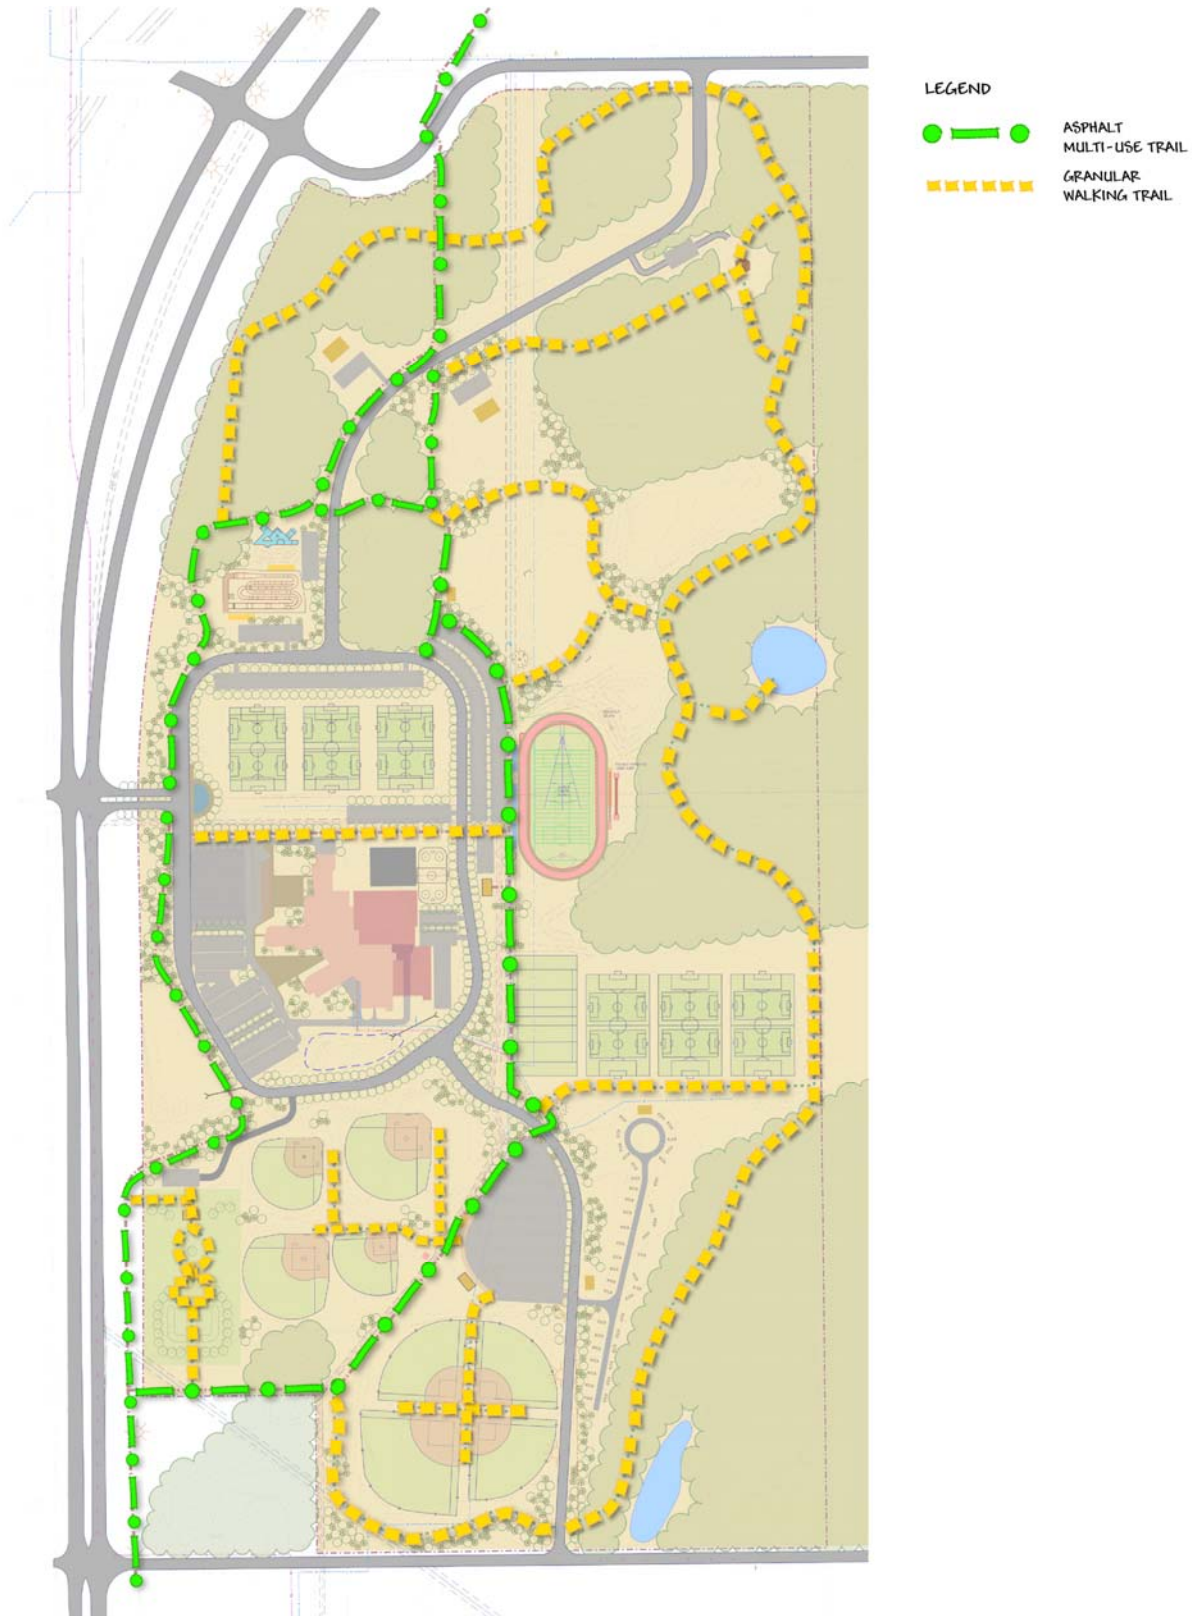 LEGEND
ASPHALT
MULTI-USE TRAIL
GRANULAR
WALKING TRAIL